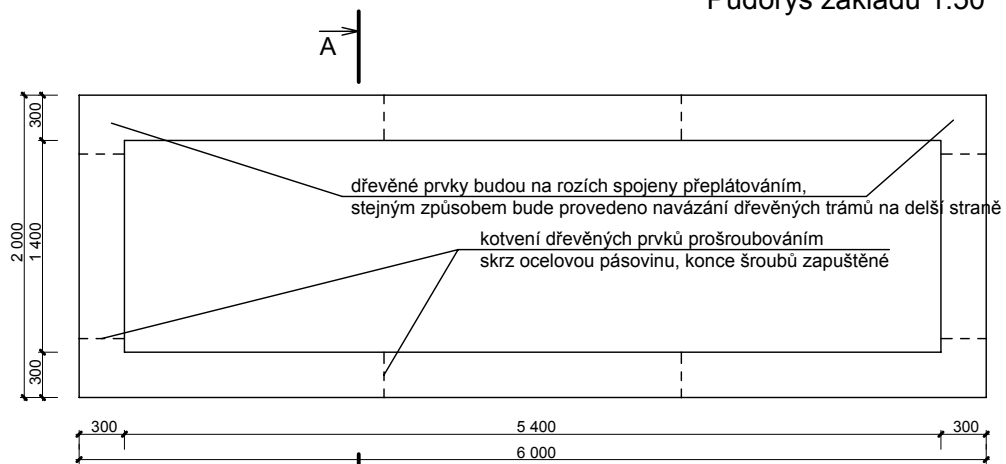 Půdorys základu 1:50
A
300
dřevěné prvky budou na rozích spojeny přeplátováním,
stejným způsobem bude provedeno navázání dřevěných trámů na delší straně
2 000
1 400
kotvení dřevěných prvků prošroubováním
skrz ocelovou pásovinu, konce šroubů zapuštěné
300
300
5 400
300
6 000